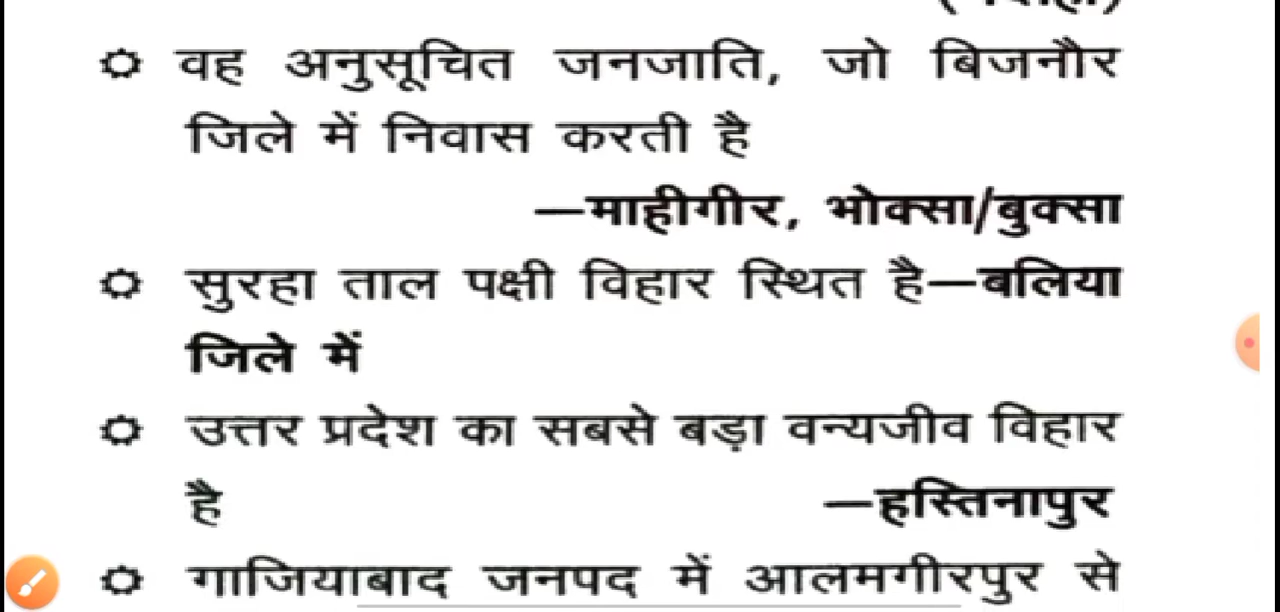 ✿ वह अनुसूचित जनजाति, जो बिजनौर
जिले में निवास करती है
—माहीगीर, भोक्सा/बुक्सा
✿ सुरहा ताल पक्षी विहार स्थित है—बलिया
जिले में
✿ उत्तर प्रदेश का सबसे बड़ा वन्यजीव विहार
है —हस्तिनापुर
✿ गाजियाबाद जनपद में आलमगीरपुर से